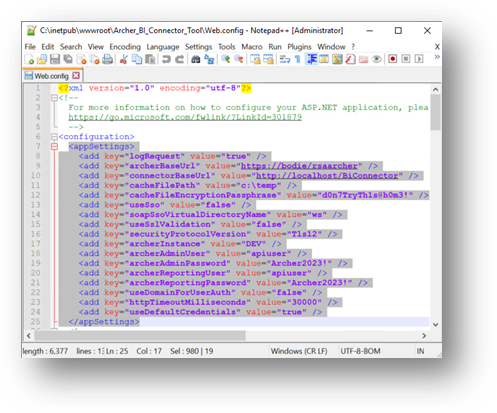 C:\inetpub\wwwroot\Archer_BI_Connector_Tool\Web.config - Notepad++ [Administrator]
File Edit Search View Encoding Language Settings Tools Macro Run Plugins Window ?
Web.config
1 <?xml version="1.0" encoding="utf-8"?>
2 <!--
3 For more information on how to configure your ASP.NET application, plea
4 https://go.microsoft.com/fwlink/?LinkId=301879
5 -->
6 <configuration>
7 <appSettings>
8 <add key="logRequest" value="true" />
9 <add key="archerBaseUrl" value="https://bodie/rsaarcher" />
10 <add key="connectorBaseUrl" value="http://localhost/BiConnector" />
11 <add key="cacheFilePath" value="c:\temp" />
12 <add key="cacheFileEncryptionPassphrase" value="d0n7TryTh1s@h0m3!" />
13 <add key="useSso" value="false" />
14 <add key="soapSsoVirtualDirectoryName" value="ws" />
15 <add key="useSslValidation" value="false" />
16 <add key="securityProtocolVersion" value="Tls12" />
17 <add key="archerInstance" value="DEV" />
18 <add key="archerAdminUser" value="apiuser" />
19 <add key="archerAdminPassword" value="Archer2023!" />
20 <add key="archerReportingUser" value="apiuser" />
21 <add key="archerReportingPassword" value="Archer2023!" />
22 <add key="useDomainForUserAuth" value="false" />
23 <add key="httpTimeoutMilliseconds" value="30000" />
24 <add key="useDefaultCredentials" value="true" />
25 </appSettings>
length : 6,377 lines : 1 Ln : 25 Col : 17 Sel : 980 | 19 Windows (CR LF) UTF-8-BOM IN